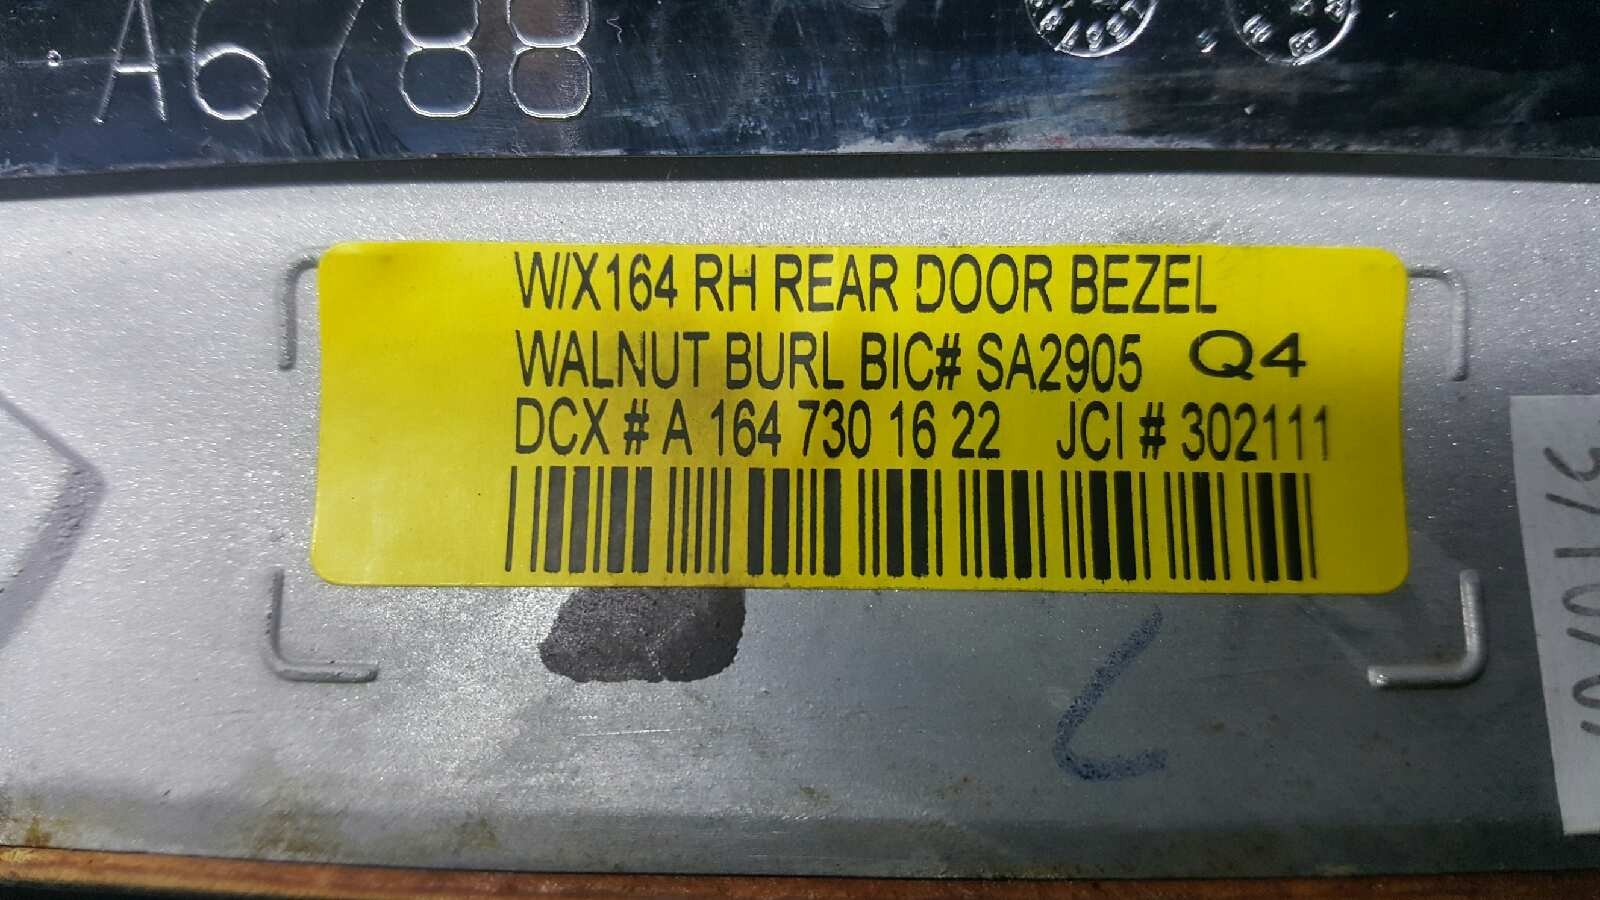 A6788
W/X164 RH REAR DOOR BEZEL
WALNUT BURL BIC# SA2905 Q4
DCX # A 164 730 16 22 JCI # 302111